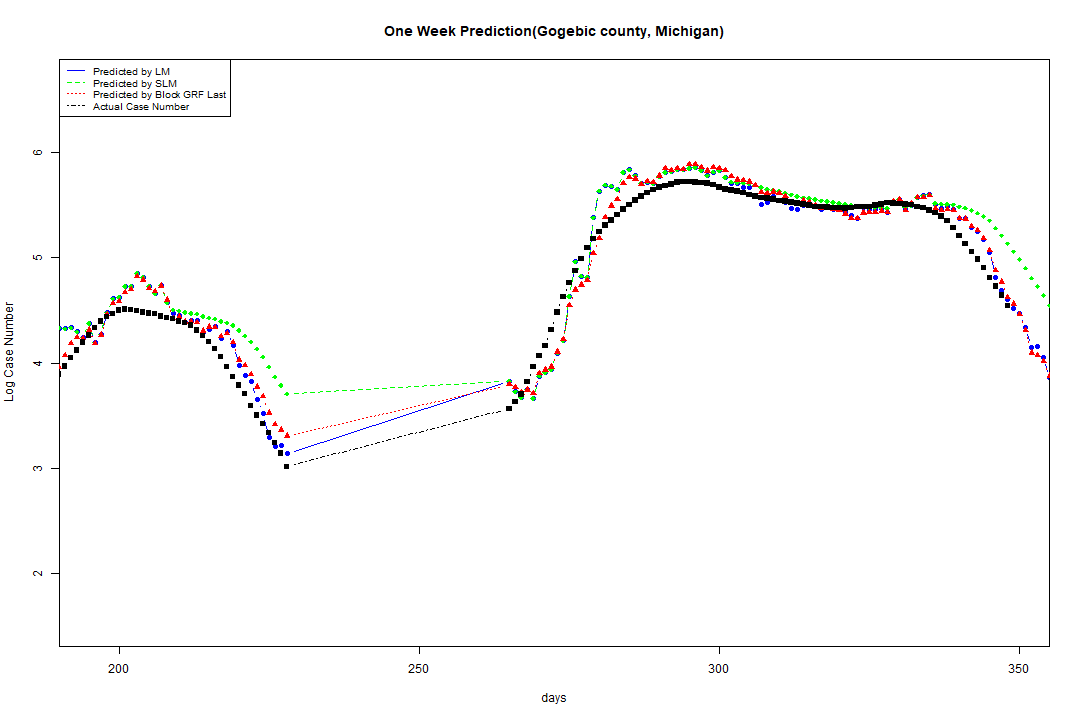 One Week Prediction(Gogebic county, Michigan)
Predicted by LM
Predicted by SLM
Predicted by Block GRF Last
Actual Case Number
6
5
4
3
2
Log Case Number
200 250 300 350
days